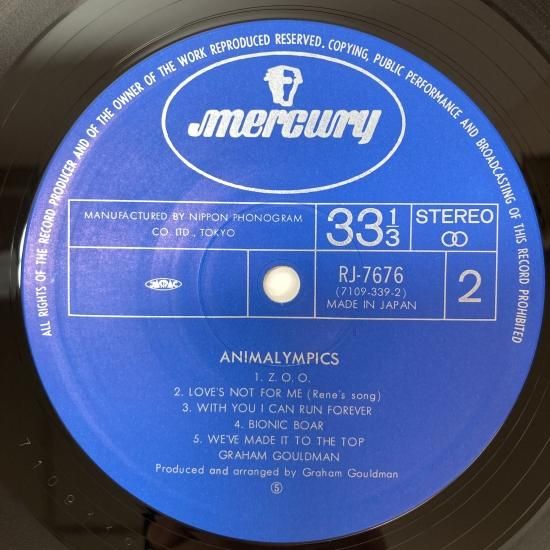 ALL RIGHTS OF THE RECORD PRODUCER AND OF THE OWNER OF THE WORK REPRODUCED RESERVED. COPYING, PUBLIC PERFORMANCE AND BROADCASTING OF THIS RECORD PROHIBITED
mercury
MANUFACTURED BY NIPPON PHONOGRAM
CO. LTD., TOKYO
33 1/3
STEREO
RJ-7676
(7109-339-2)
MADE IN JAPAN
2
ANIMALYMPICS
1. Z. O. O.
2. LOVE'S NOT FOR ME (Rene's song)
3. WITH YOU I CAN RUN FOREVER
4. BIONIC BOAR
5. WE'VE MADE IT TO THE TOP
GRAHAM GOULDMAN
Produced and arranged by Graham Gouldman
⑤